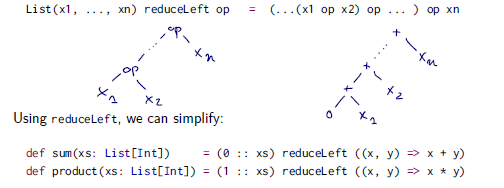 List(x1, ..., xn) reduceLeft op = (...(x1 op x2) op ... ) op xn
op +
xn xn
op +
+ x2
x1 x2
0 x1
Using reduceLeft, we can simplify:
def sum(xs: List[Int]) = (0 :: xs) reduceLeft ((x, y) => x + y)
def product(xs: List[Int]) = (1 :: xs) reduceLeft ((x, y) => x * y)